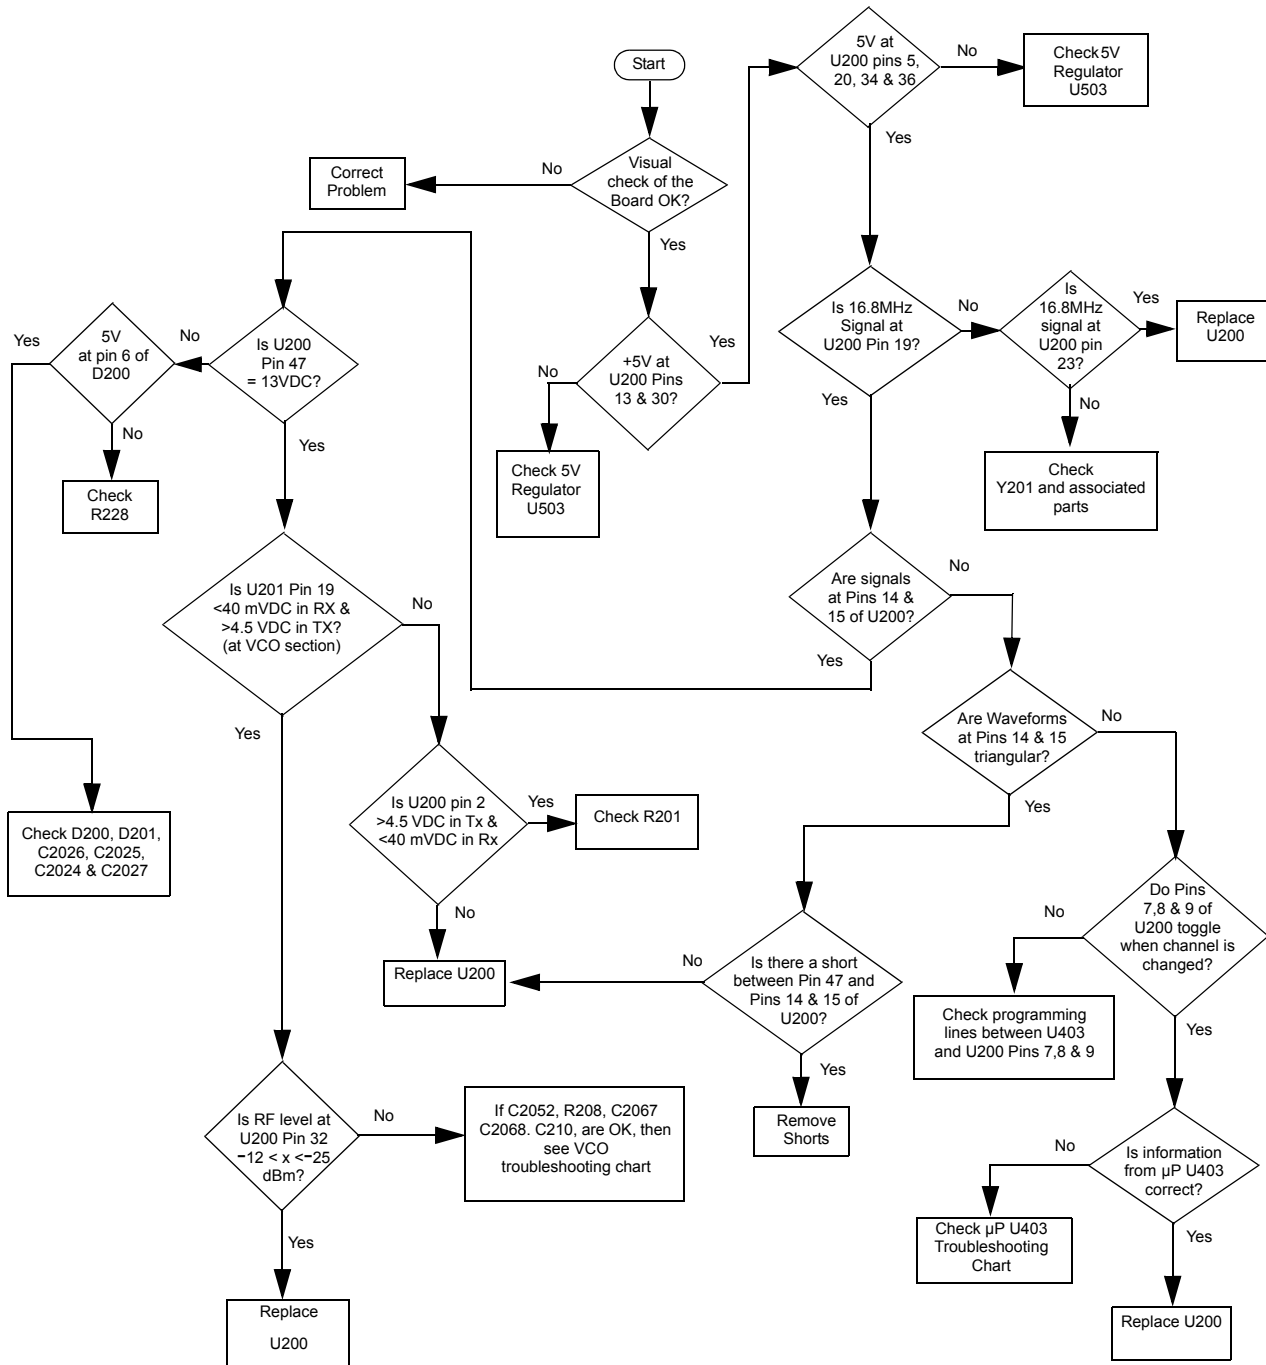 Start
5V at
U200 pins 5,
20, 34 & 36
No
Check 5V
Regulator
U503
Yes
Visual
check of the
Board OK?
No
Correct
Problem
Yes
+5V at
U200 Pins
13 & 30?
Yes
No
Check 5V
Regulator
U503
Is 16.8MHz
Signal at
U200 Pin 19?
No
Is
16.8MHz
signal at
U200 pin
23?
Yes
Replace
U200
No
Check
Y201 and associated
parts
Yes
Are signals
at Pins 14 &
15 of U200?
No
Yes
Is U200
Pin 47
= 13VDC?
No
5V
at pin 6 of
D200
Yes
No
Check
R228
Check D200, D201,
C2026, C2025,
C2024 & C2027
Yes
Is U201 Pin 19
<40 mVDC in RX &
>4.5 VDC in TX?
(at VCO section)
No
Yes
Is U200 pin 2
>4.5 VDC in Tx &
<40 mVDC in Rx
Yes
Check R201
No
Replace U200
Are Waveforms
at Pins 14 & 15
triangular?
No
Yes
Is there a short
between Pin 47 and
Pins 14 & 15 of
U200?
No
Yes
Remove
Shorts
Do Pins
7,8 & 9 of
U200 toggle
when channel is
changed?
No
Check programming
lines between U403
and U200 Pins 7,8 & 9
Yes
Is information
from µP U403
correct?
No
Check µP U403
Troubleshooting
Chart
Yes
Replace U200
Is RF level at
U200 Pin 32
−12 < x <−25
dBm?
No
If C2052, R208, C2067
C2068. C210, are OK, then
see VCO
troubleshooting chart
Yes
Replace
U200